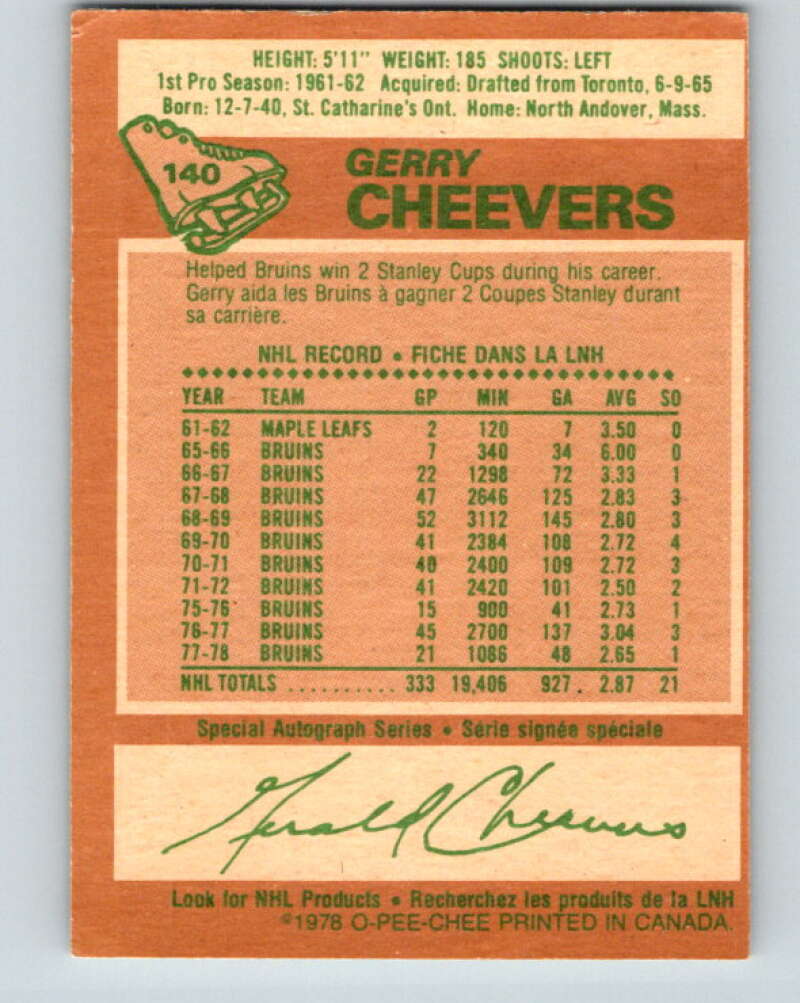 HEIGHT: 5'11" WEIGHT: 185 SHOOTS: LEFT
1st Pro Season: 1961-62 Acquired: Drafted from Toronto, 6-9-65
Born: 12-7-40, St. Catharine's Ont. Home: North Andover, Mass.
140
GERRY
CHEEVERS
Helped Bruins win 2 Stanley Cups during his career.
Gerry aida les Bruins à gagner 2 Coupes Stanley durant
sa carrière.
NHL RECORD • FICHE DANS LA LNH
YEAR TEAM GP MIN GA AVG SO
61-62 MAPLE LEAFS 2 120 7 3.50 0
65-66 BRUINS 7 340 34 6.00 0
66-67 BRUINS 22 1298 72 3.33 1
67-68 BRUINS 47 2646 125 2.83 3
68-69 BRUINS 52 3112 145 2.80 3
69-70 BRUINS 41 2384 108 2.72 4
70-71 BRUINS 40 2400 109 2.72 3
71-72 BRUINS 41 2420 101 2.50 2
75-76 BRUINS 15 900 41 2.73 1
76-77 BRUINS 45 2700 137 3.04 3
77-78 BRUINS 21 1086 48 2.65 1
NHL TOTALS .......... 333 19,406 927 . 2.87 21
Special Autograph Series • Série signée spéciale
Gerald Cheevers
Look for NHL Products • Recherchez les produits de la LNH
©1978 O-PEE-CHEE PRINTED IN CANADA.